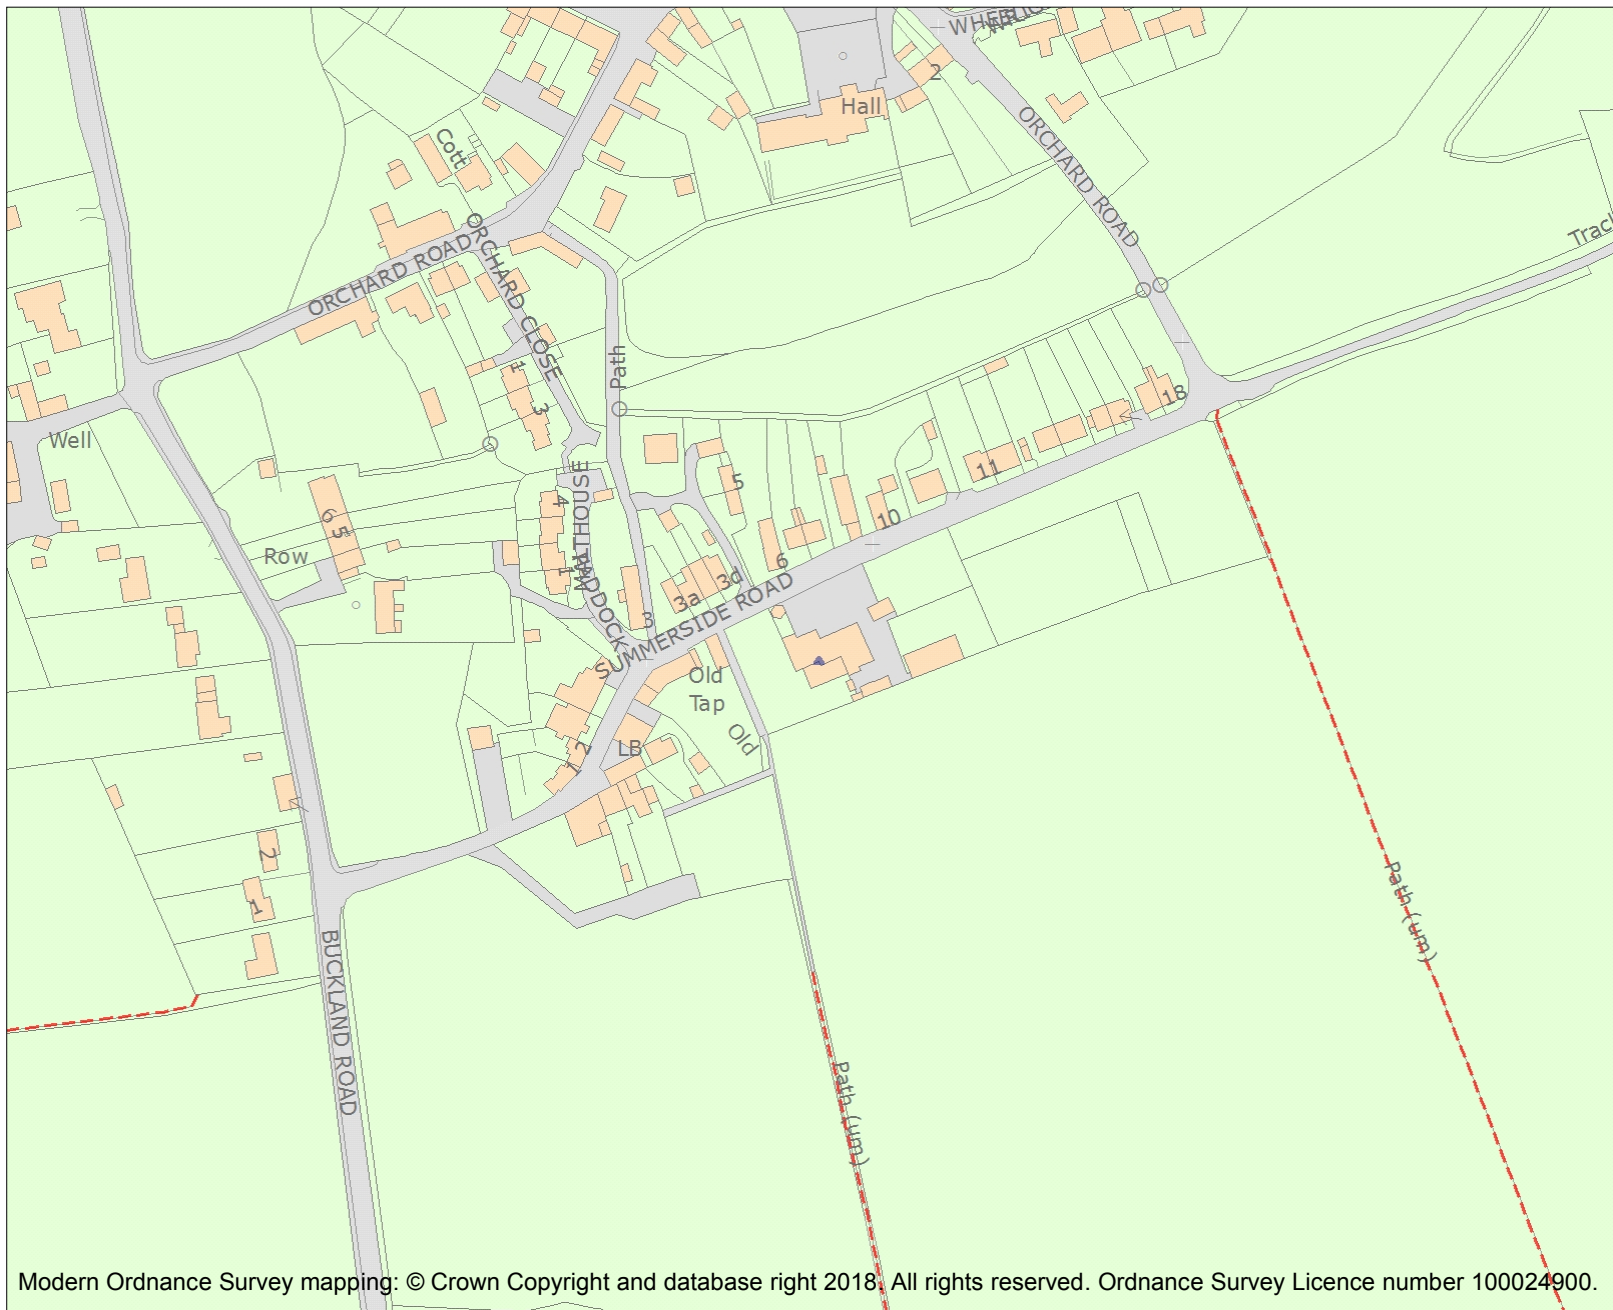 2
Hall
Cott
ORCHARD ROAD
ORCHARD ROAD
ORCHARD CLOSE
1
3
Path
Well
18
11
10
5
6
6 5
Row
4
1
MALTHOUSE
PADDOCK
3
3a
3d
SUMMERSIDE ROAD
Old
Tap
Old
LB
2
1
2
1
BUCKLAND ROAD
Path (um)
Path (um)
Modern Ordnance Survey mapping: © Crown Copyright and database right 2018. All rights reserved. Ordnance Survey Licence number 100024900.